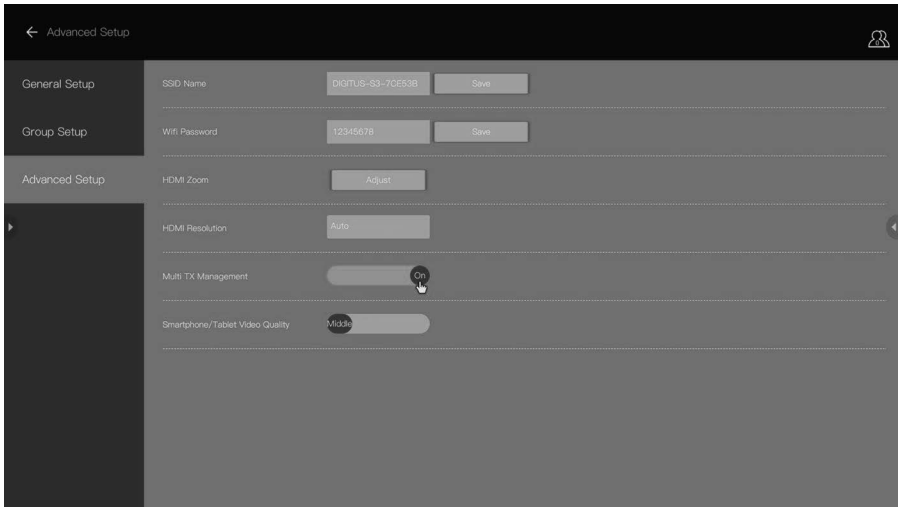 Advanced Setup
General Setup
SSID Name
DIGITUS-S3-7CE53B
Save
Group Setup
Wifi Password
12345678
Save
Advanced Setup
HDMI Zoom
Adjust
HDMI Resolution
Auto
Multi TX Management
On
Smartphone/Tablet Video Quality
Middle